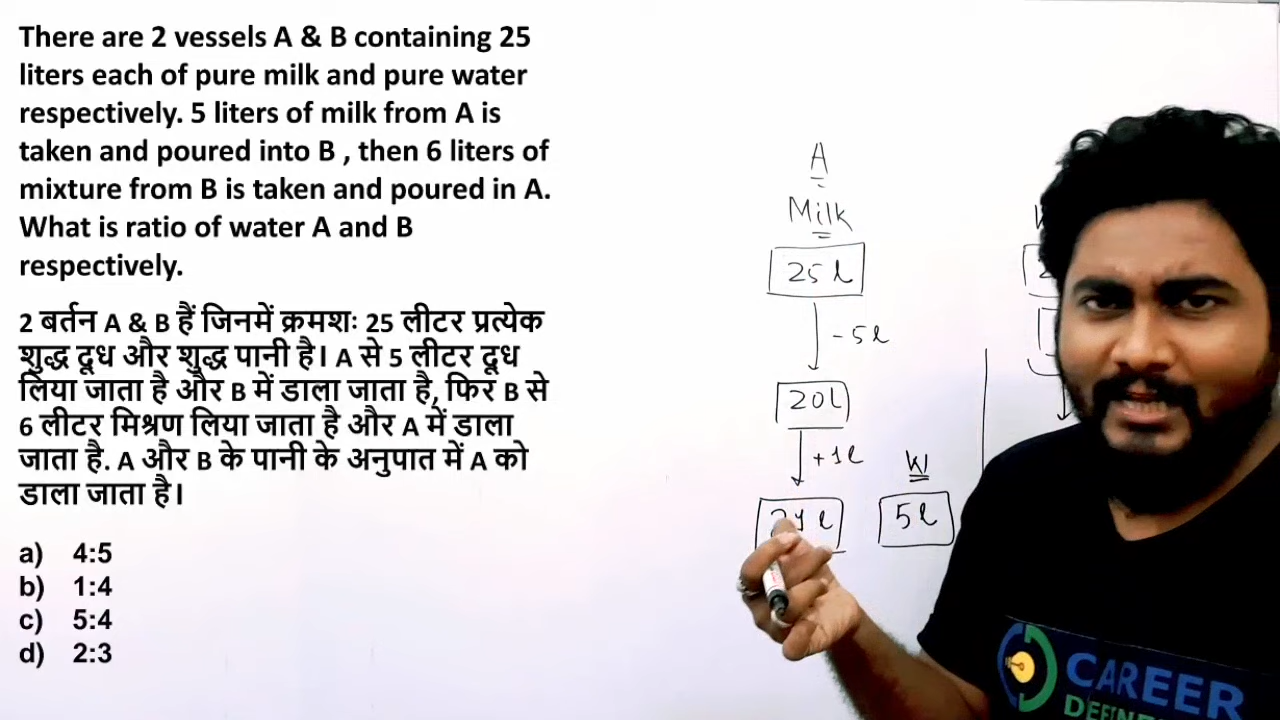 There are 2 vessels A & B containing 25
liters each of pure milk and pure water
respectively. 5 liters of milk from A is
taken and poured into B , then 6 liters of
mixture from B is taken and poured in A.
What is ratio of water A and B
respectively.
2 बर्तन A & B हैं जिनमें क्रमशः 25 लीटर प्रत्येक
शुद्ध दूध और शुद्ध पानी है। A से 5 लीटर दूध
लिया जाता है और B में डाला जाता है, फिर B से
6 लीटर मिश्रण लिया जाता है और A में डाला
जाता है. A और B के पानी के अनुपात में A को
डाला जाता है।
a) 4:5
b) 1:4
c) 5:4
d) 2:3
A
Milk
25 l
- 5 l
20 l
+ 1 l
5 l
CAREER